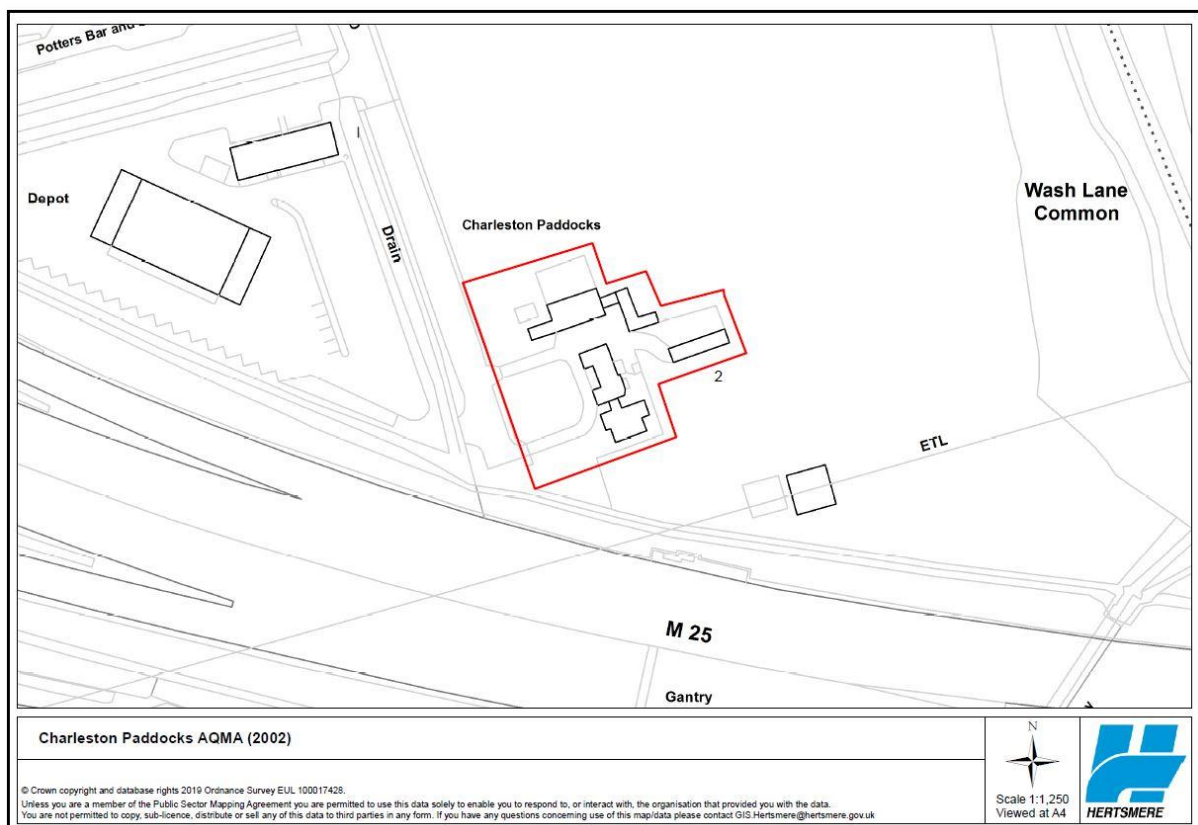 Potters Bar and
Depot
Drain
Charleston Paddocks
Wash Lane
Common
2
ETL
M 25
Gantry
Charleston Paddocks AQMA (2002)
© Crown copyright and database rights 2019 Ordnance Survey EUL 100017428.
Unless you are a member of the Public Sector Mapping Agreement you are permitted to use this data solely to enable you to respond to, or interact with, the organisation that provided you with the data.
You are not permitted to copy, sub-licence, distribute or sell any of this data to third parties in any form. If you have any questions concerning use of this map/data please contact GIS.Hertsmere@hertsmere.gov.uk
N
Scale 1:1,250
Viewed at A4
HERTSMERE